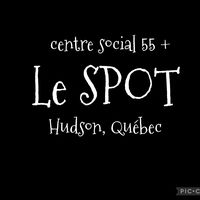 centre social 55 +
Le SPOT
Hudson, Québec